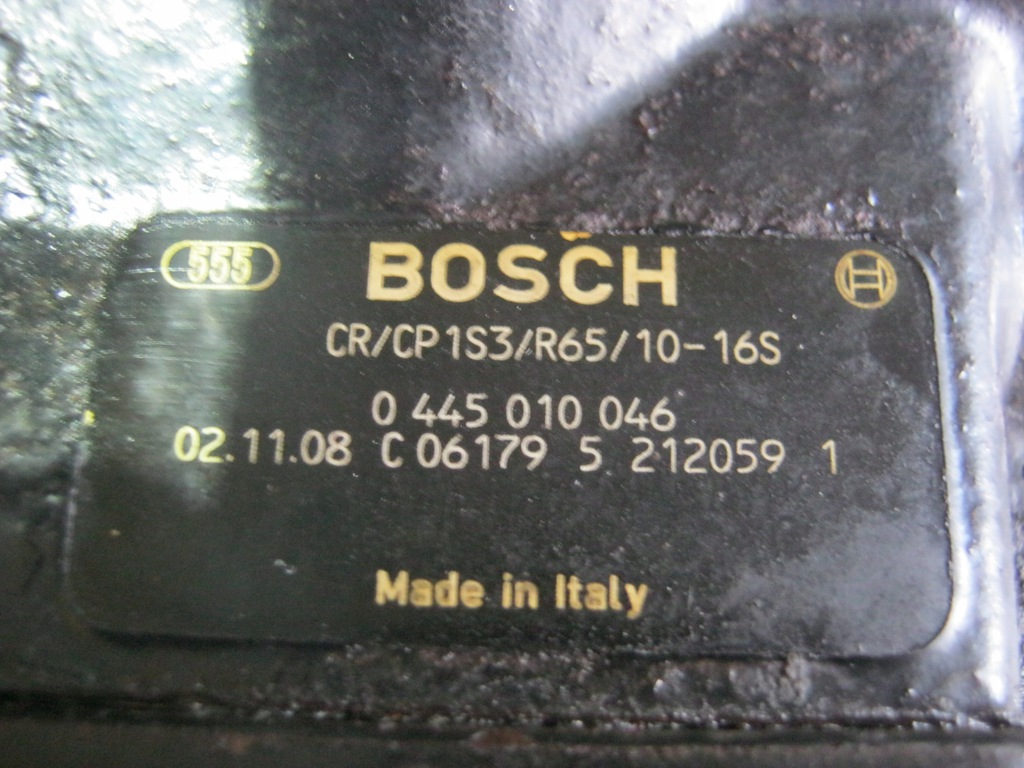 555 BOSCH
CR/CP1S3/R65/10-16S
0 445 010 046
02.11.08 C 06179 5 212059 1
Made in Italy